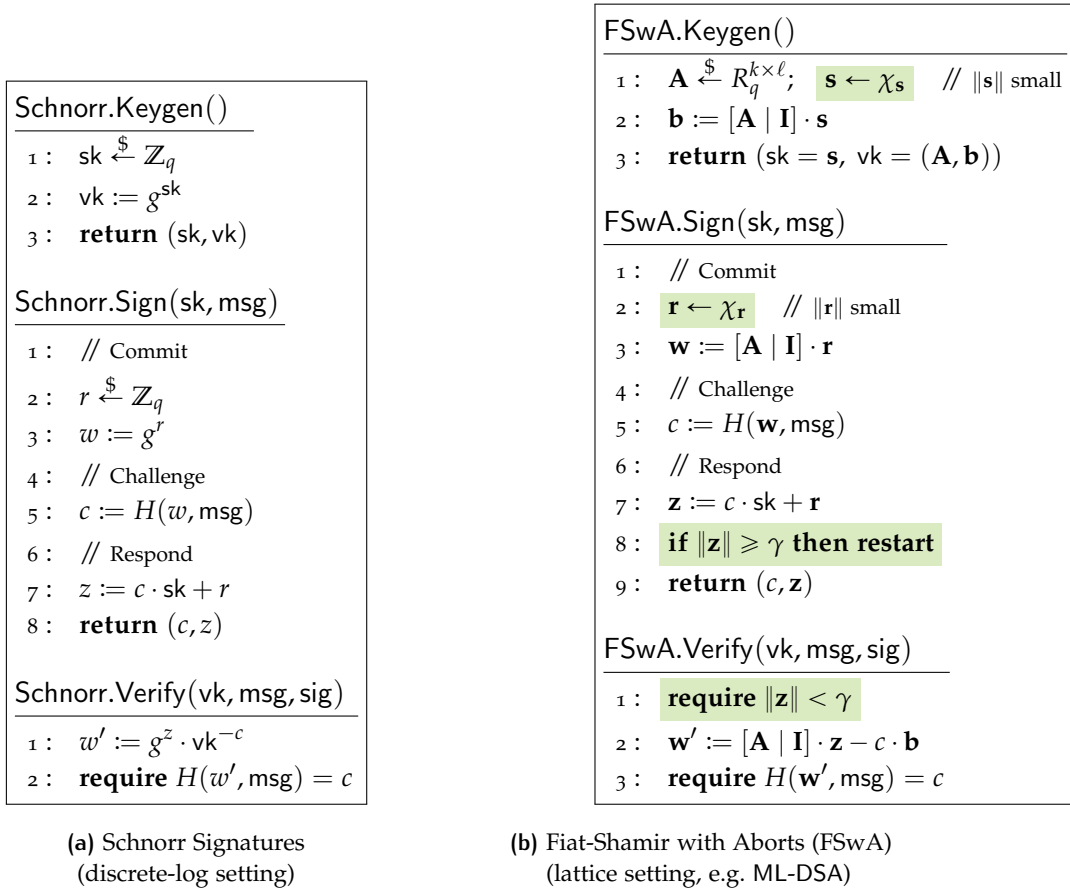 Schnorr.Keygen()
1 : sk ←$ ℤ_q
2 : vk := g^sk
3 : return (sk, vk)
Schnorr.Sign(sk, msg)
1 : // Commit
2 : r ←$ ℤ_q
3 : w := g^r
4 : // Challenge
5 : c := H(w, msg)
6 : // Respond
7 : z := c · sk + r
8 : return (c, z)
Schnorr.Verify(vk, msg, sig)
1 : w′ := g^z · vk^−c
2 : require H(w′, msg) = c
(a) Schnorr Signatures
(discrete-log setting)
FSwA.Keygen()
1 : A ←$ R_q^{k×ℓ}; s ← χ_s // ‖s‖ small
2 : b := [A | I] · s
3 : return (sk = s, vk = (A, b))
FSwA.Sign(sk, msg)
1 : // Commit
2 : r ← χ_r // ‖r‖ small
3 : w := [A | I] · r
4 : // Challenge
5 : c := H(w, msg)
6 : // Respond
7 : z := c · sk + r
8 : if ‖z‖ ⩾ γ then restart
9 : return (c, z)
FSwA.Verify(vk, msg, sig)
1 : require ‖z‖ < γ
2 : w′ := [A | I] · z − c · b
3 : require H(w′, msg) = c
(b) Fiat-Shamir with Aborts (FSwA)
(lattice setting, e.g. ML-DSA)